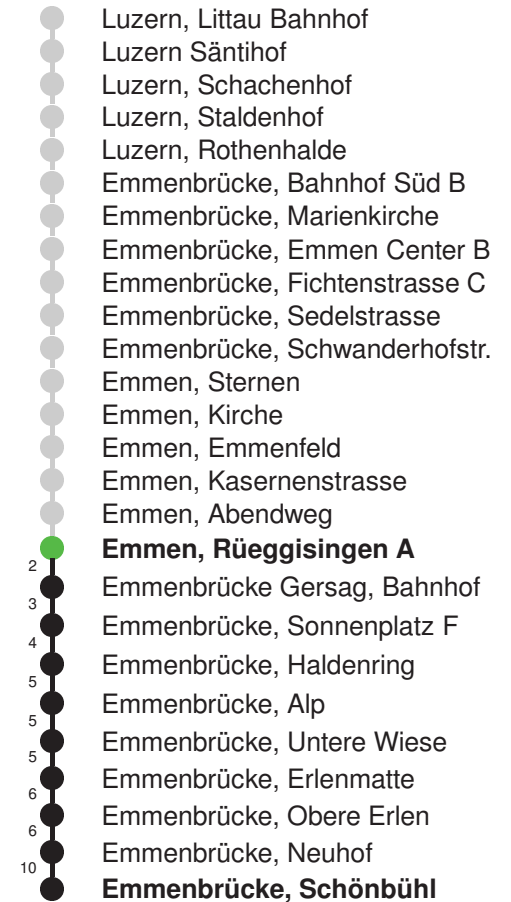 Luzern, Littau Bahnhof
Luzern Säntihof
Luzern, Schachenhof
Luzern, Staldenhof
Luzern, Rothenhalde
Emmenbrücke, Bahnhof Süd B
Emmenbrücke, Marienkirche
Emmenbrücke, Emmen Center B
Emmenbrücke, Fichtenstrasse C
Emmenbrücke, Sedelstrasse
Emmenbrücke, Schwanderhofstr.
Emmen, Sternen
Emmen, Kirche
Emmen, Emmenfeld
Emmen, Kasernenstrasse
Emmen, Abendweg
Emmen, Rüeggisingen A
2
Emmenbrücke Gersag, Bahnhof
3
Emmenbrücke, Sonnenplatz F
4
Emmenbrücke, Haldenring
5
Emmenbrücke, Alp
5
Emmenbrücke, Untere Wiese
5
Emmenbrücke, Erlenmatte
6
Emmenbrücke, Obere Erlen
6
Emmenbrücke, Neuhof
10
Emmenbrücke, Schönbühl